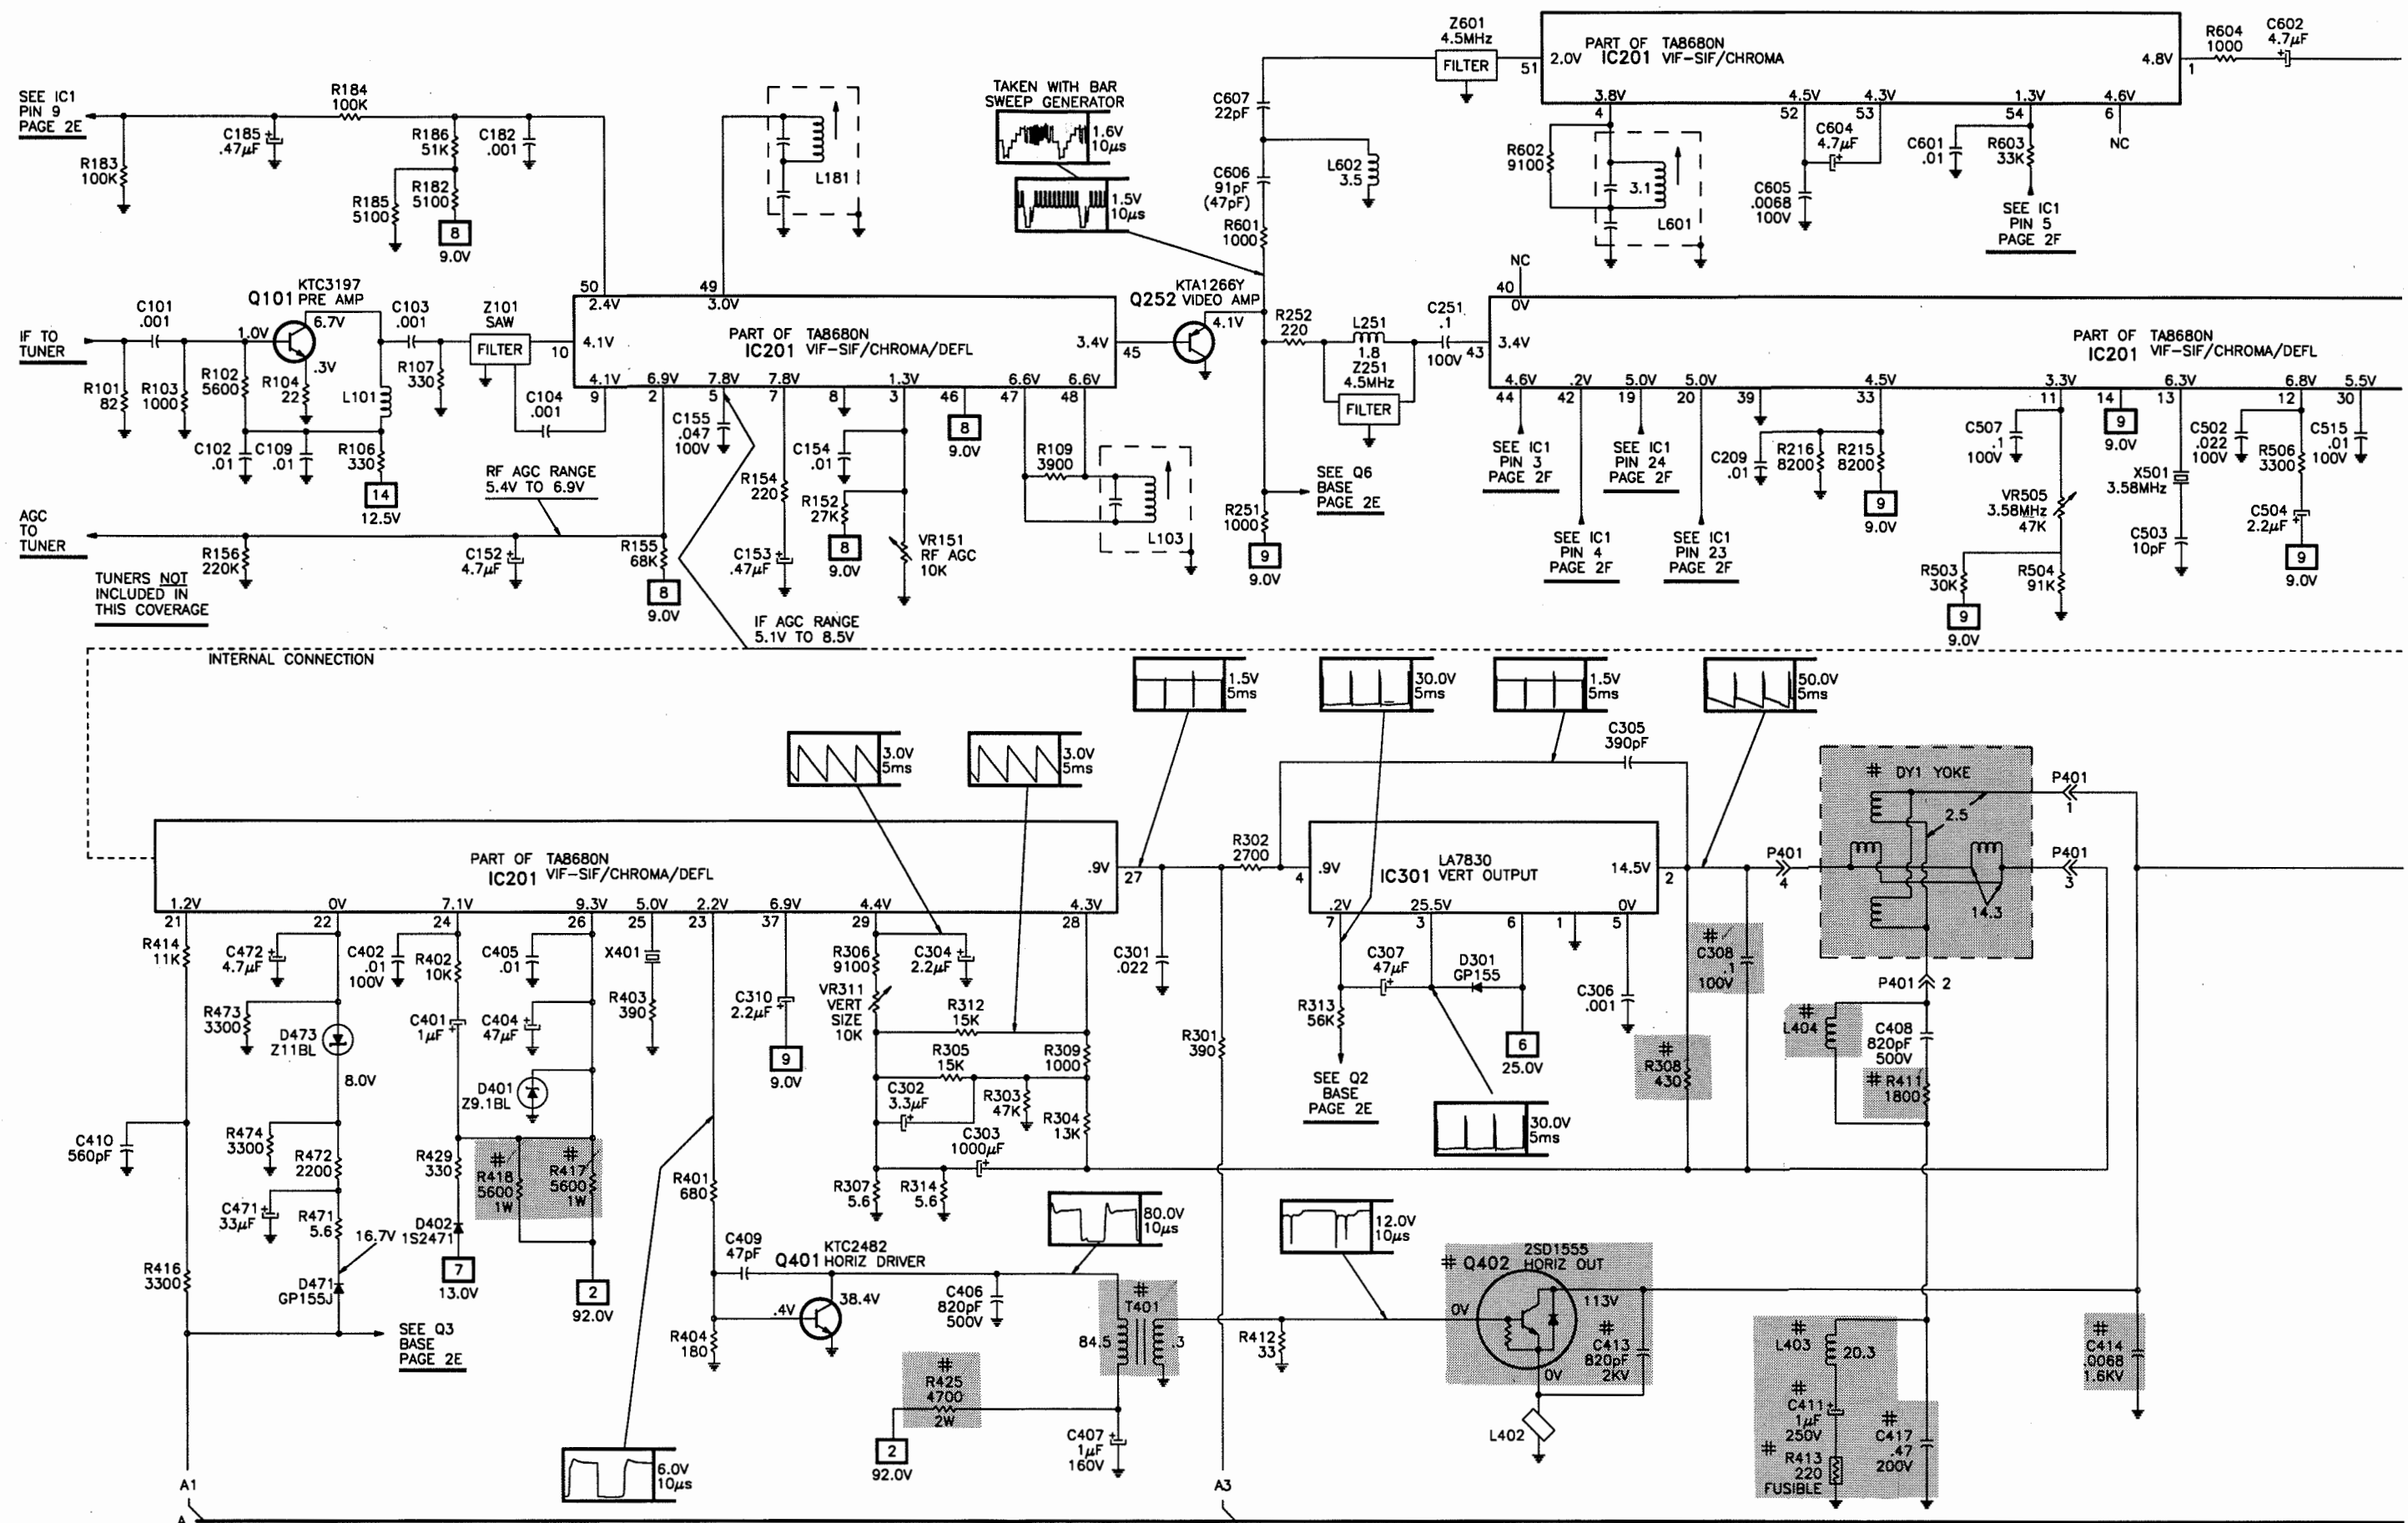 SEE IC1
PIN 9
PAGE 2E
R184
100K
C185
.47µF
R183
100K
R186
51K
C182
.001
R185
5100
R182
5100
8
9.0V
L181
TAKEN WITH BAR
SWEEP GENERATOR
1.6V
10µs
1.5V
10µs
C607
22pF
C606
91pF
(47pF)
R601
1000
L602
3.5
Z601
4.5MHz
FILTER
51
2.0V
PART OF TA8680N
IC201 VIF-SIF/CHROMA
4.8V
1
R604
1000
C602
4.7µF
3.8V
4
4.5V
52
4.3V
53
1.3V
54
4.6V
6
NC
R602
9100
3.1
L601
C604
4.7µF
C605
.0068
100V
C601
.01
R603
33K
SEE IC1
PIN 5
PAGE 2F
IF TO
TUNER
C101
.001
R101
82
R103
1000
R102
5600
1.0V
Q101
KTC3197
PRE AMP
6.7V
.3V
R104
22
L101
C102
.01
C109
.01
R106
330
14
12.5V
C103
.001
R107
330
Z101
SAW
FILTER
10
C104
.001
50
2.4V
49
3.0V
4.1V
PART OF TA8680N
IC201 VIF-SIF/CHROMA/DEFL
3.4V
45
4.1V
9
6.9V
2
7.8V
5
7.8V
7
8
1.3V
3
46
6.6V
47
6.6V
48
C155
.047
100V
R154
220
C153
.47µF
C154
.01
R152
27K
8
9.0V
VR151
RF AGC
10K
8
9.0V
R109
3900
L103
RF AGC RANGE
5.4V TO 6.9V
AGC
TO
TUNER
R156
220K
C152
4.7µF
R155
68K
8
9.0V
IF AGC RANGE
5.1V TO 8.5V
TUNERS NOT
INCLUDED IN
THIS COVERAGE
Q252
KTA1266Y
VIDEO AMP
4.1V
R252
220
L251
1.8
Z251
4.5MHz
FILTER
C251
.1
100V
43
SEE Q6
BASE
PAGE 2E
R251
1000
9
9.0V
NC
40
0V
3.4V
PART OF TA8680N
IC201 VIF-SIF/CHROMA/DEFL
4.6V
44
.2V
42
5.0V
19
5.0V
20
39
4.5V
33
3.3V
11
14
6.3V
13
6.8V
12
5.5V
30
SEE IC1
PIN 3
PAGE 2F
SEE IC1
PIN 4
PAGE 2F
SEE IC1
PIN 24
PAGE 2F
SEE IC1
PIN 23
PAGE 2F
C209
.01
R216
8200
R215
8200
9
9.0V
C507
.1
100V
9
9.0V
VR505
3.58MHz
47K
R503
30K
9
9.0V
R504
91K
X501
3.58MHz
C503
10pF
C502
.022
100V
R506
3300
C504
2.2µF
9
9.0V
C515
.01
100V
INTERNAL CONNECTION
3.0V
5ms
3.0V
5ms
1.5V
5ms
30.0V
5ms
1.5V
5ms
50.0V
5ms
C305
390pF
PART OF TA8680N
IC201 VIF-SIF/CHROMA/DEFL
.9V
27
1.2V
21
0V
22
7.1V
24
9.3V
26
5.0V
25
2.2V
23
6.9V
37
4.4V
29
4.3V
28
R414
11K
C472
4.7µF
C402
.01
100V
R402
10K
C405
.01
X401
R403
390
R473
3300
D473
Z11BL
8.0V
C401
1µF
C404
47µF
D401
Z9.1BL
C410
560pF
R474
3300
R472
2200
R429
330
#
R418
5600
1W
#
R417
5600
1W
C471
33µF
R471
5.6
16.7V
D402
1S2471
7
13.0V
2
92.0V
D471
GP155J
R416
3300
SEE Q3
BASE
PAGE 2E
C310
2.2µF
9
9.0V
R306
9100
C304
2.2µF
VR311
VERT
SIZE
10K
R312
15K
R305
15K
R309
1000
C302
3.3µF
R303
47K
R304
13K
C303
1000µF
R307
5.6
R314
5.6
C301
.022
R301
390
R302
2700
4
.9V
LA7830
IC301 VERT OUTPUT
14.5V
2
.2V
7
25.5V
3
6
1
0V
5
R313
56K
SEE Q2
BASE
PAGE 2E
C307
47µF
D301
GP155
6
25.0V
C306
.001
30.0V
5ms
#
R308
430
#
C308
.1
100V
P401
4
# DY1 YOKE
2.5
14.3
P401
1
P401
3
P401
2
#
L404
C408
820pF
500V
# R411
1800
R401
680
C409
47pF
KTC2482
Q401 HORIZ DRIVER
38.4V
.4V
R404
180
C406
820pF
500V
80.0V
10µs
#
T401
84.5
.3
#
R425
4700
2W
2
92.0V
C407
1µF
160V
6.0V
10µs
12.0V
10µs
R412
33
2SD1555
# Q402 HORIZ OUT
0V
113V
0V
#
C413
820pF
2KV
L402
#
L403
20.3
#
C411
1µF
250V
#
R413
220
FUSIBLE
#
C417
.47
200V
#
C414
.0068
1.6KV
A1
A3
A